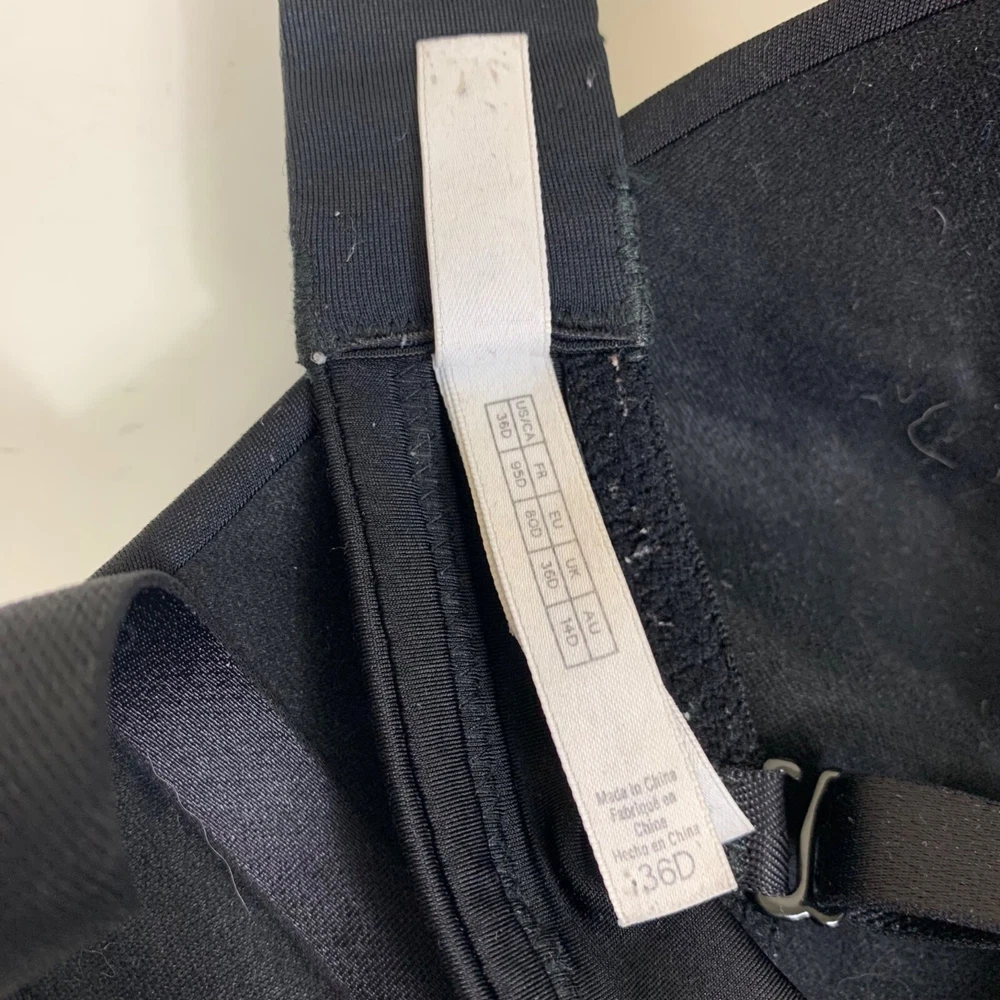 US/CA FR EU UK AU
36D 95D 80D 36D 14D
Made in China
Fabriqué en
Chine
Hecho en China
36D